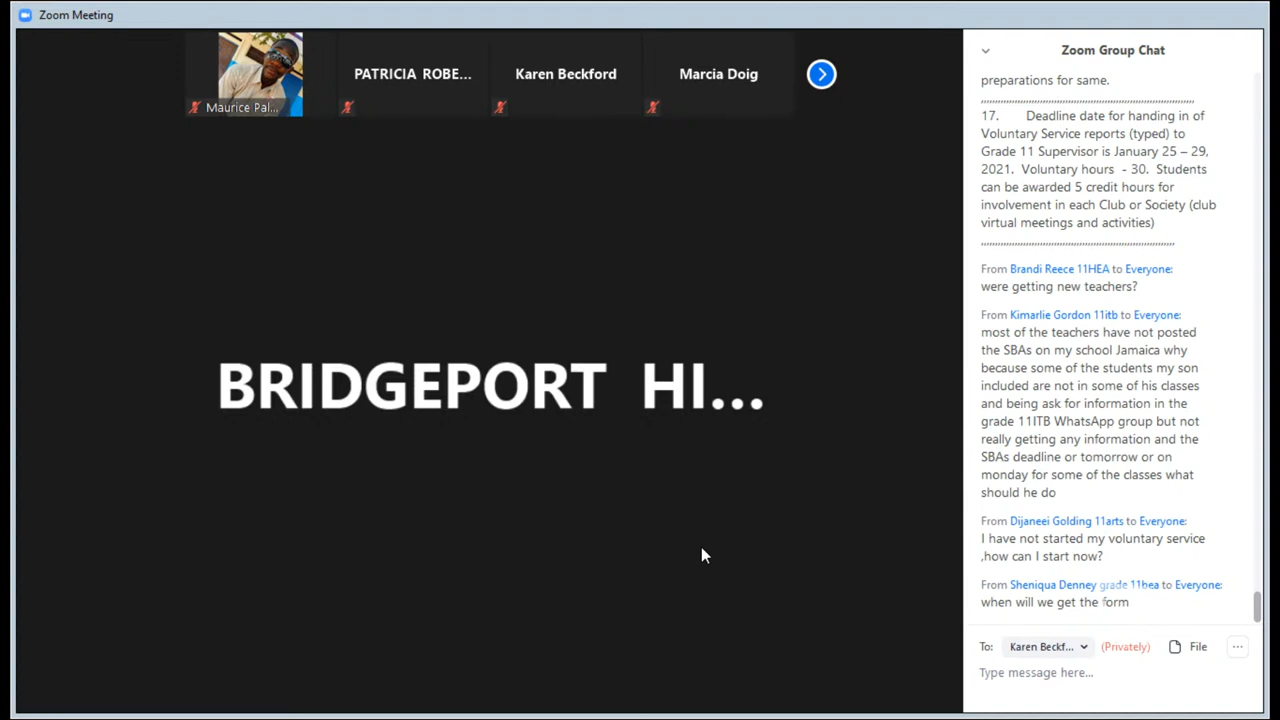 Zoom Meeting
Maurice Pal...
PATRICIA ROBE...
Karen Beckford
Marcia Doig
BRIDGEPORT HI...
Zoom Group Chat
preparations for same.
,,,,,,,,,,,,,,,,,,,,,,,,,,,,,,,,,,,,,,,,,,,,,,,,,,,,,,,,,,,,,,
17. Deadline date for handing in of
Voluntary Service reports (typed) to
Grade 11 Supervisor is January 25 – 29,
2021. Voluntary hours - 30. Students
can be awarded 5 credit hours for
involvement in each Club or Society (club
virtual meetings and activities)
,,,,,,,,,,,,,,,,,,,,,,,,,,,,,,,,,,,,,,,,,,,,,,,,,,,,,,,,
From Brandi Reece 11HEA to Everyone:
were getting new teachers?
From Kimarlie Gordon 11itb to Everyone:
most of the teachers have not posted
the SBAs on my school Jamaica why
because some of the students my son
included are not in some of his classes
and being ask for information in the
grade 11ITB WhatsApp group but not
really getting any information and the
SBAs deadline or tomorrow or on
monday for some of the classes what
should he do
From Dijaneei Golding 11arts to Everyone:
I have not started my voluntary service
,how can I start now?
From Sheniqua Denney grade 11hea to Everyone:
when will we get the form
To: Karen Beckf... (Privately) File ...
Type message here...